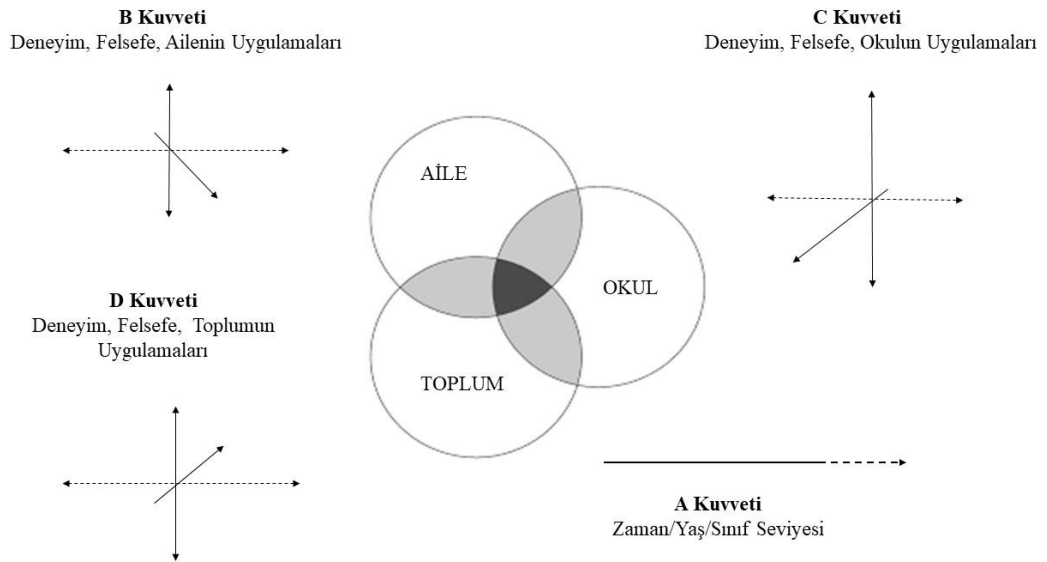 B Kuvveti
Deneyim, Felsefe, Ailenin Uygulamaları
C Kuvveti
Deneyim, Felsefe, Okulun Uygulamaları
AİLE
OKUL
TOPLUM
D Kuvveti
Deneyim, Felsefe, Toplumun
Uygulamaları
A Kuvveti
Zaman/Yaş/Sınıf Seviyesi